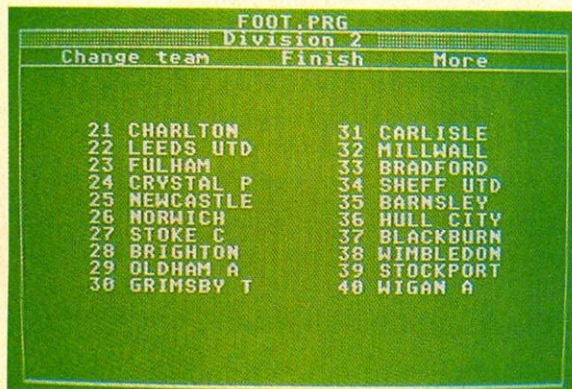 FOOT.PRG
Division 2
Change team Finish More
21 CHARLTON
22 LEEDS UTD
23 FULHAM
24 CRYSTAL P
25 NEWCASTLE
26 NORWICH
27 STOKE C
28 BRIGHTON
29 OLDHAM A
30 GRIMSBY T
31 CARLISLE
32 MILLWALL
33 BRADFORD
34 SHEFF UTD
35 BARNSLEY
36 HULL CITY
37 BLACKBURN
38 WIMBLEDON
39 STOCKPORT
40 WIGAN A